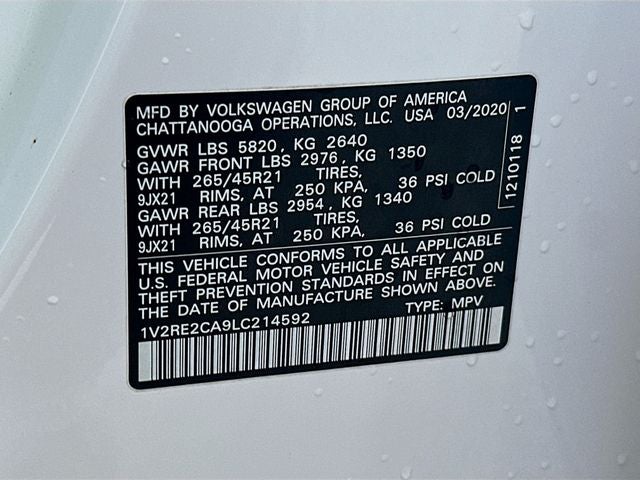 MFD BY VOLKSWAGEN GROUP OF AMERICA
CHATTANOOGA OPERATIONS, LLC. USA 03/2020
GVWR LBS 5820, KG 2640
GAWR FRONT LBS 2976, KG 1350
WITH 265/45R21 TIRES,
9JX21 RIMS, AT 250 KPA, 36 PSI COLD
GAWR REAR LBS 2954, KG 1340
WITH 265/45R21 TIRES,
9JX21 RIMS, AT 250 KPA, 36 PSI COLD
THIS VEHICLE CONFORMS TO ALL APPLICABLE
U.S. FEDERAL MOTOR VEHICLE SAFETY AND
THEFT PREVENTION STANDARDS IN EFFECT ON
THE DATE OF MANUFACTURE SHOWN ABOVE.
1V2RE2CA9LC214592 TYPE: MPV
1210118 1